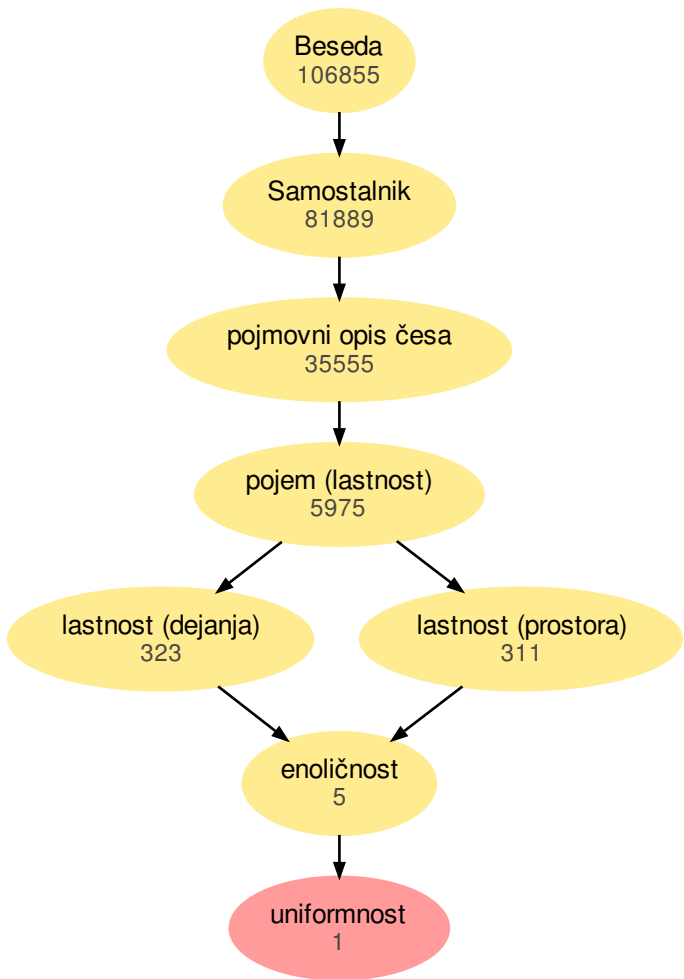 Beseda
106855
Samostalnik
81889
pojmovni opis česa
35555
pojem (lastnost)
5975
lastnost (dejanja)
323
lastnost (prostora)
311
enoličnost
5
uniformnost
1